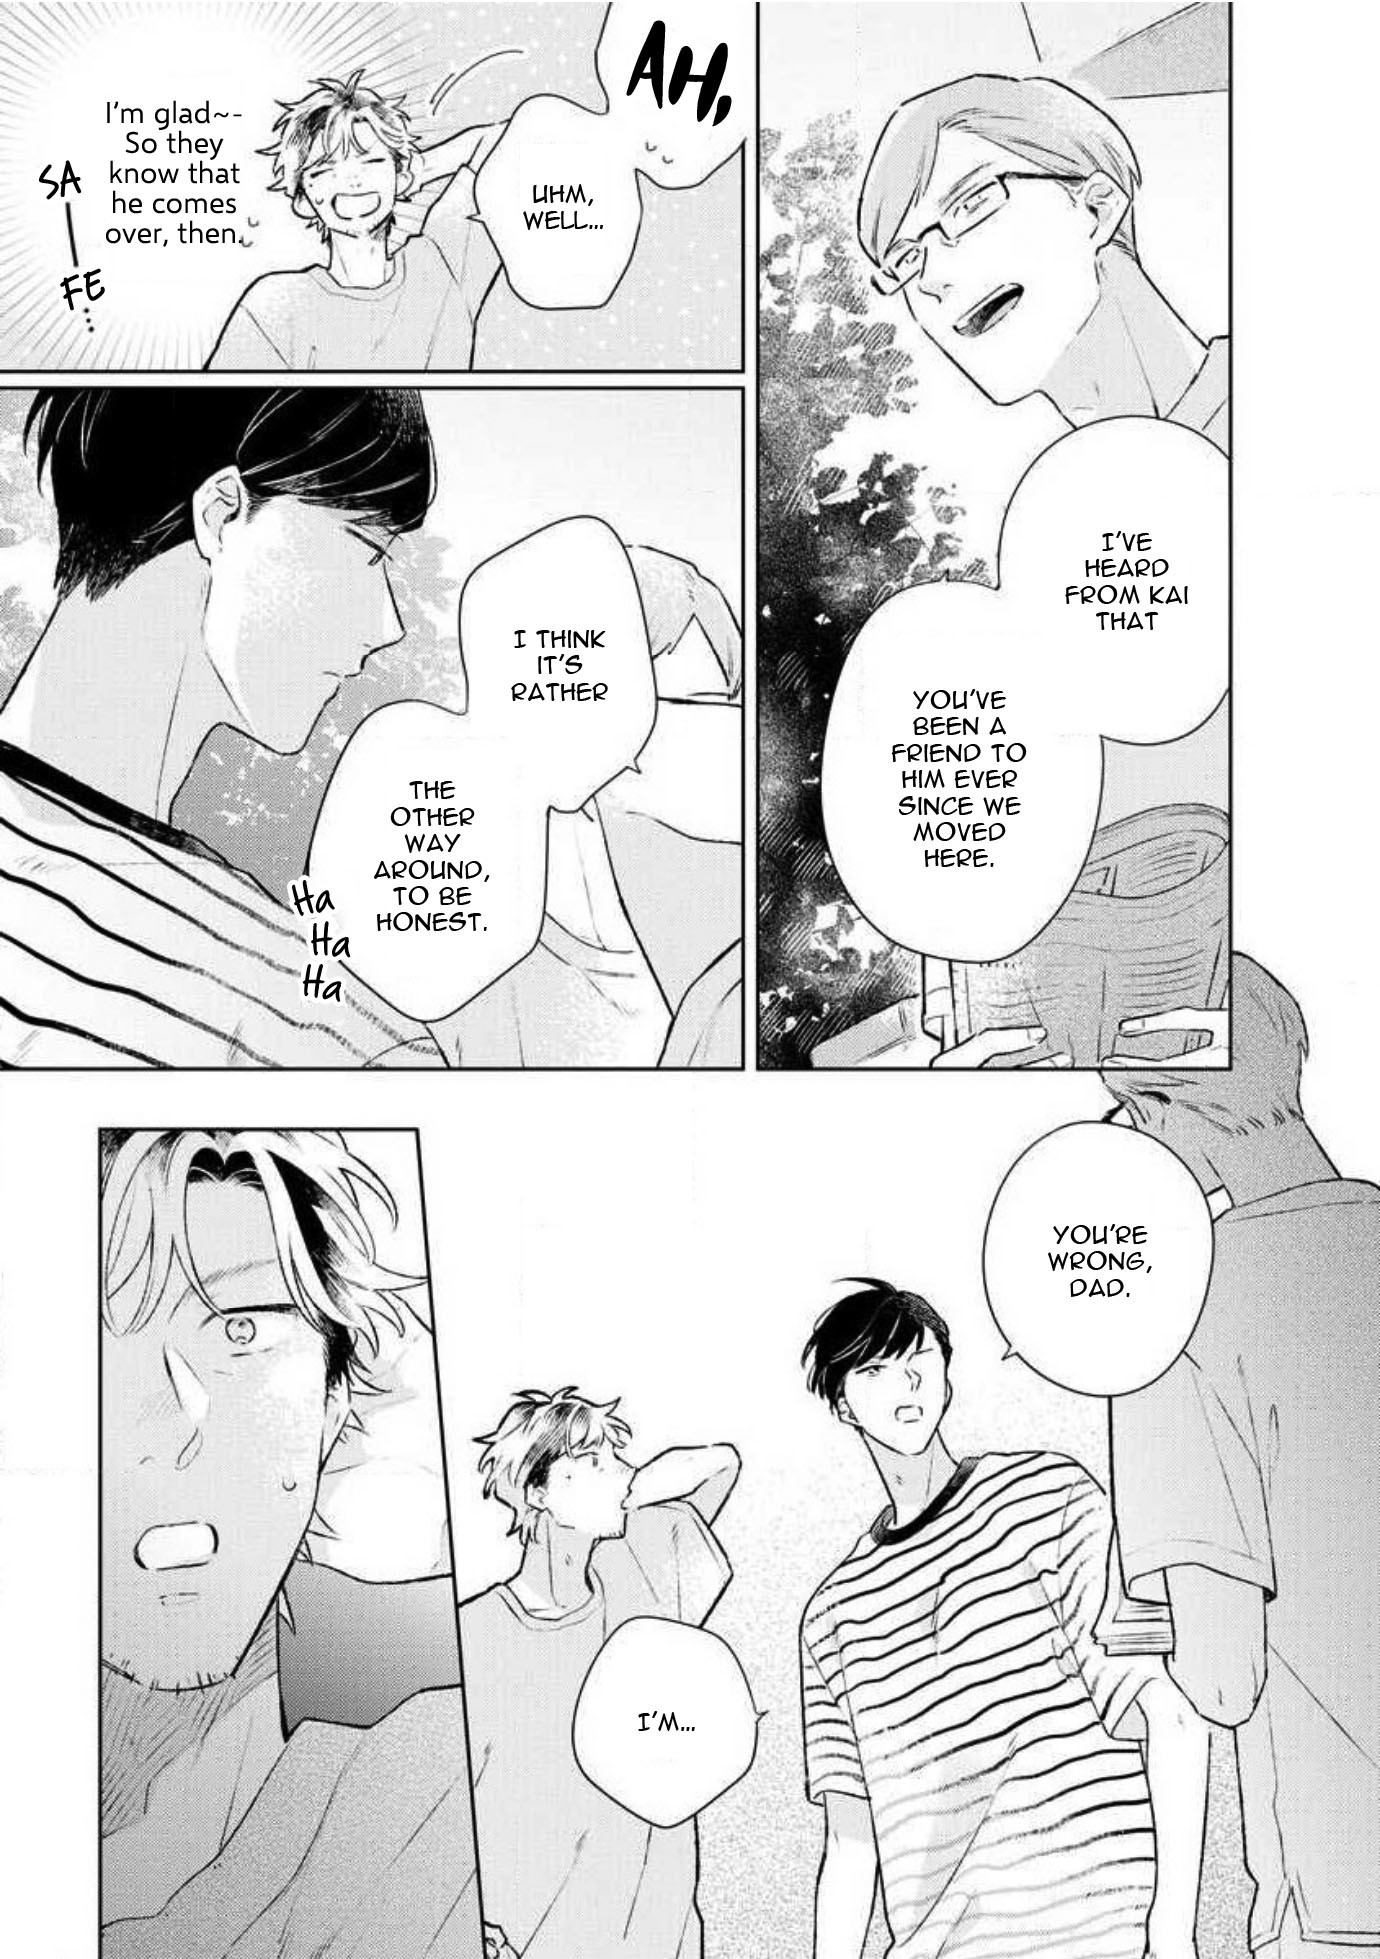 I'VE
HEARD
FROM KAI
THAT
YOU'VE
BEEN A
FRIEND TO
HIM EVER
SINCE WE
MOVED
HERE.
AH,
UHM,
WELL...
I'm glad~-
So they
know that
he comes
over, then.
SA
FE
I THINK
IT'S
RATHER
THE
OTHER
WAY
AROUND,
TO BE
HONEST.
Ha
Ha
Ha
YOU'RE
WRONG,
DAD.
I'M...